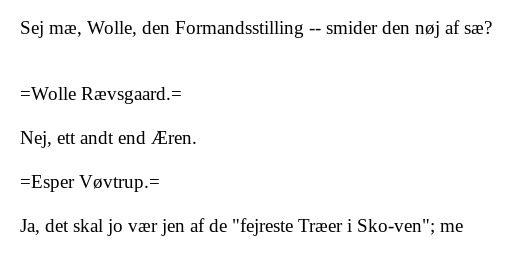 Sej mæ, Wolle, den Formandsstilling -- smider den nøj af sæ?
=Wolle Rævsgaard.=
Nej, ett andt end Æren.
=Esper Vøvtrup.=
Ja, det skal jo vær jen af de "fejreste Træer i Sko-ven"; me